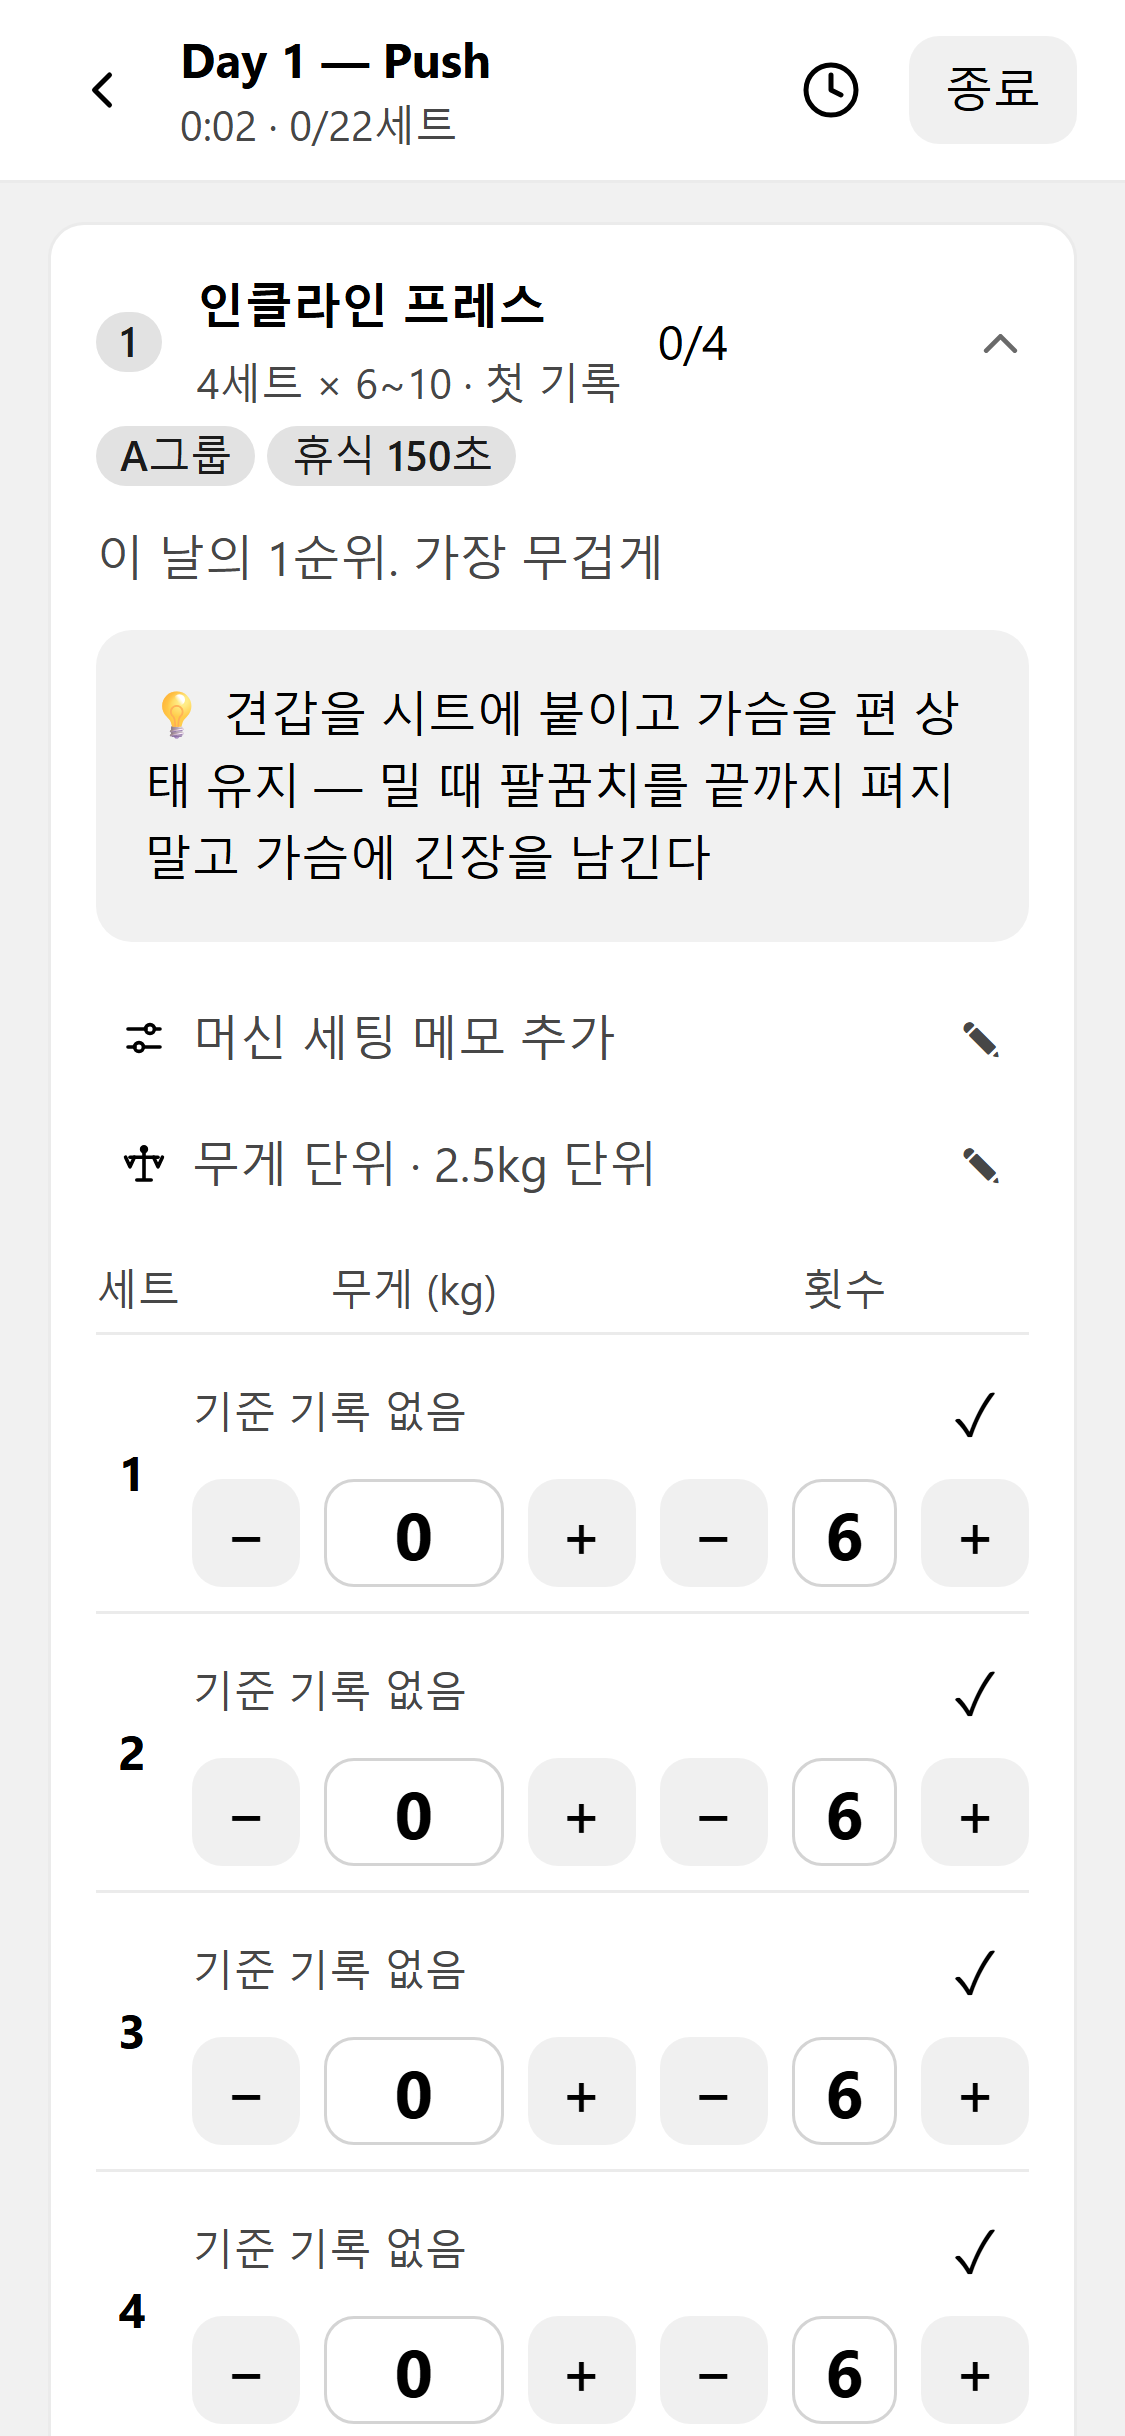 Day 1 — Push
0:02 · 0/22세트
종료
1
인클라인 프레스
4세트 × 6~10 · 첫 기록
0/4
A그룹
휴식 150초
이 날의 1순위. 가장 무겁게
💡 견갑을 시트에 붙이고 가슴을 편 상
태 유지 — 밀 때 팔꿈치를 끝까지 펴지
말고 가슴에 긴장을 남긴다
머신 세팅 메모 추가
무게 단위 · 2.5kg 단위
세트 무게 (kg) 횟수
기준 기록 없음 ✓
1
− 0 + − 6 +
기준 기록 없음 ✓
2
− 0 + − 6 +
기준 기록 없음 ✓
3
− 0 + − 6 +
기준 기록 없음 ✓
4
− 0 + − 6 +